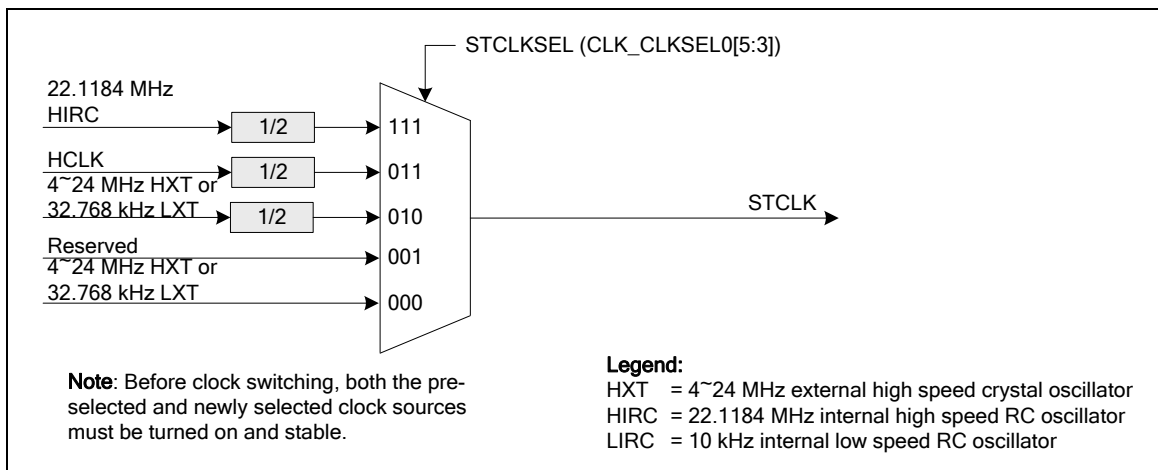 STCLKSEL (CLK_CLKSEL0[5:3])
22.1184 MHz
HIRC
1/2
111
HCLK
1/2
011
4~24 MHz HXT or
32.768 kHz LXT
1/2
010
STCLK
Reserved
001
4~24 MHz HXT or
32.768 kHz LXT
000
Note: Before clock switching, both the pre-
selected and newly selected clock sources
must be turned on and stable.
Legend:
HXT = 4~24 MHz external high speed crystal oscillator
HIRC = 22.1184 MHz internal high speed RC oscillator
LIRC = 10 kHz internal low speed RC oscillator